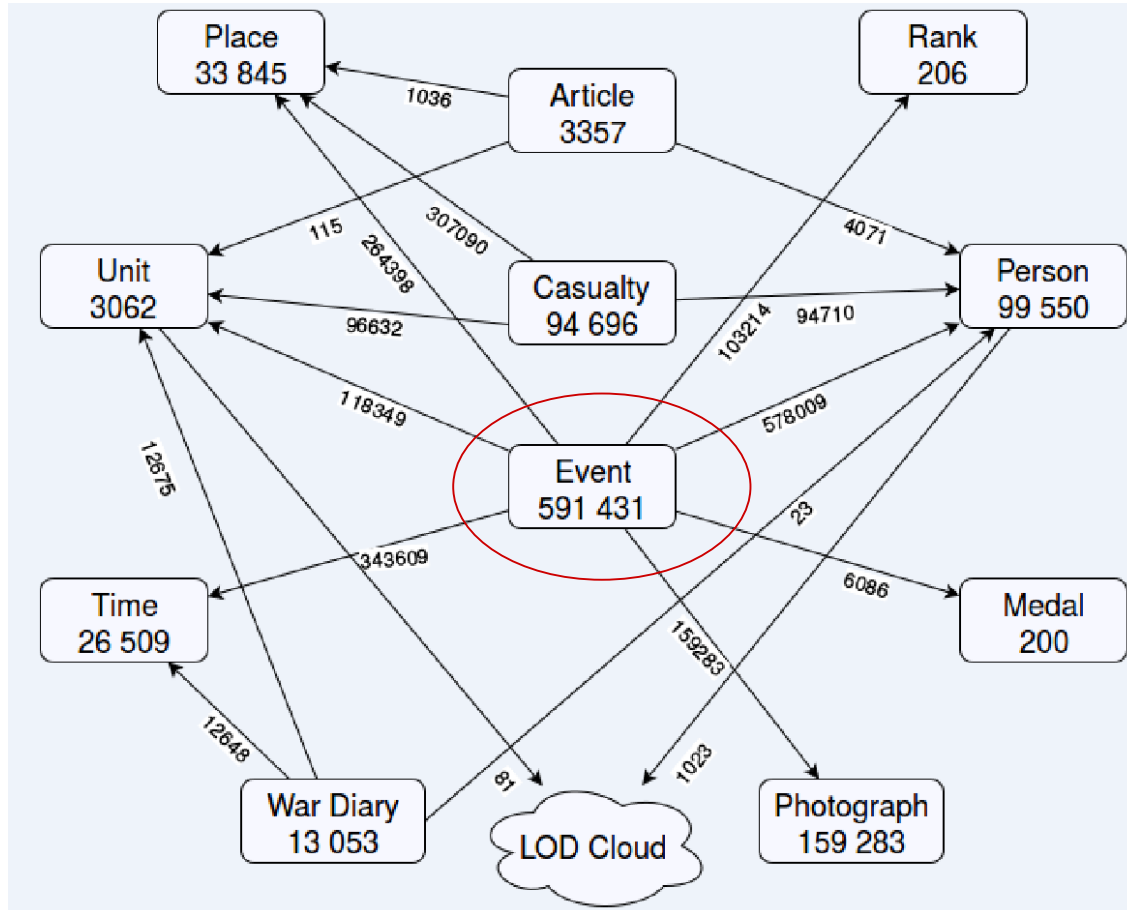 Place
33 845
Rank
206
Article
3357
1036
115
307090
264398
4071
Unit
3062
Casualty
94 696
Person
99 550
96632
94710
103214
118349
578009
12675
Event
591 431
23
343609
6086
Time
26 509
Medal
200
159283
12648
81
1023
War Diary
13 053
LOD Cloud
Photograph
159 283